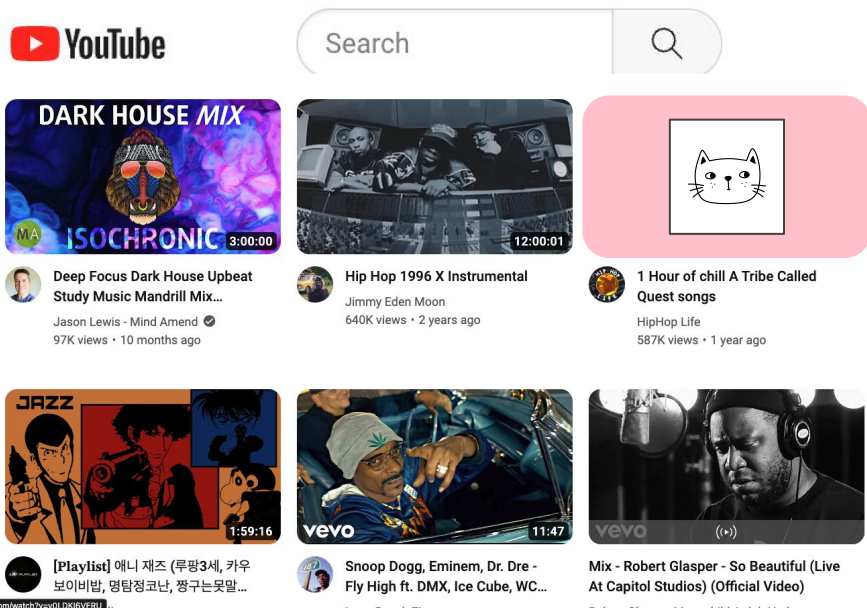 YouTube
Search
DARK HOUSE MIX
MA
ISOCHRONIC
3:00:00
12:00:01
Deep Focus Dark House Upbeat
Study Music Mandrill Mix...
Jason Lewis - Mind Amend
97K views • 10 months ago
Hip Hop 1996 X Instrumental
Jimmy Eden Moon
640K views • 2 years ago
HIP HOP
LIFE
1 Hour of chill A Tribe Called
Quest songs
HipHop Life
587K views • 1 year ago
JAZZ
1:59:16
vevo
11:47
vevo
[Playlist] 애니 재즈 (루팡3세, 카우
보이비밥, 명탐정코난, 짱구는못말...
Snoop Dogg, Eminem, Dr. Dre -
Fly High ft. DMX, Ice Cube, WC...
Mix - Robert Glasper - So Beautiful (Live
At Capitol Studios) (Official Video)